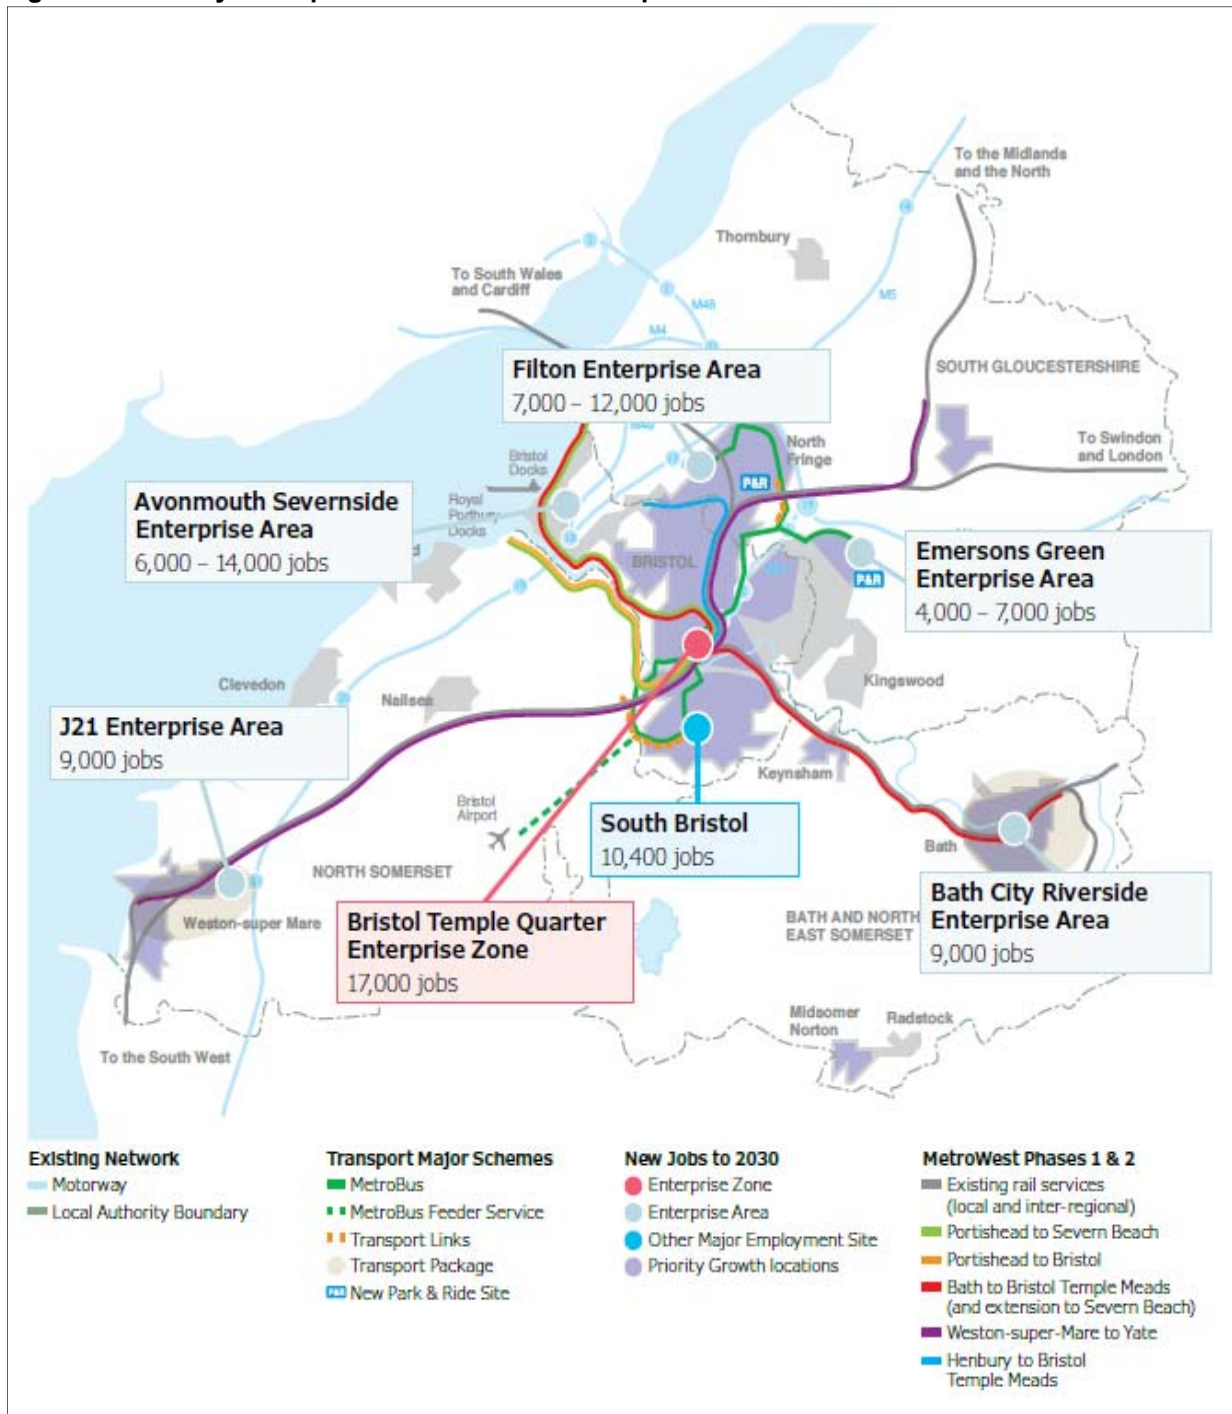 To the Midlands
and the North
Thornbury
To South Wales
and Cardiff
M5
M48
M4
Filton Enterprise Area
7,000 – 12,000 jobs
SOUTH GLOUCESTERSHIRE
North
Fringe
To Swindon
and London
Bristol
Docks
P&R
Avonmouth Severnside
Enterprise Area
6,000 – 14,000 jobs
Royal
Portbury
Docks
BRISTOL
Emersons Green
Enterprise Area
4,000 – 7,000 jobs
P&R
Clevedon
Nailsea
Kingswood
J21 Enterprise Area
9,000 jobs
Keynsham
Bristol
Airport
South Bristol
10,400 jobs
Bath
NORTH SOMERSET
Weston-super Mare
Bristol Temple Quarter
Enterprise Zone
17,000 jobs
BATH AND NORTH
EAST SOMERSET
Bath City Riverside
Enterprise Area
9,000 jobs
Midsomer
Norton
Radstock
To the South West
Existing Network
Motorway
Local Authority Boundary
Transport Major Schemes
MetroBus
MetroBus Feeder Service
Transport Links
Transport Package
P&R New Park & Ride Site
New Jobs to 2030
Enterprise Zone
Enterprise Area
Other Major Employment Site
Priority Growth locations
MetroWest Phases 1 & 2
Existing rail services
(local and inter-regional)
Portishead to Severn Beach
Portishead to Bristol
Bath to Bristol Temple Meads
(and extension to Severn Beach)
Weston-super-Mare to Yate
Henbury to Bristol
Temple Meads